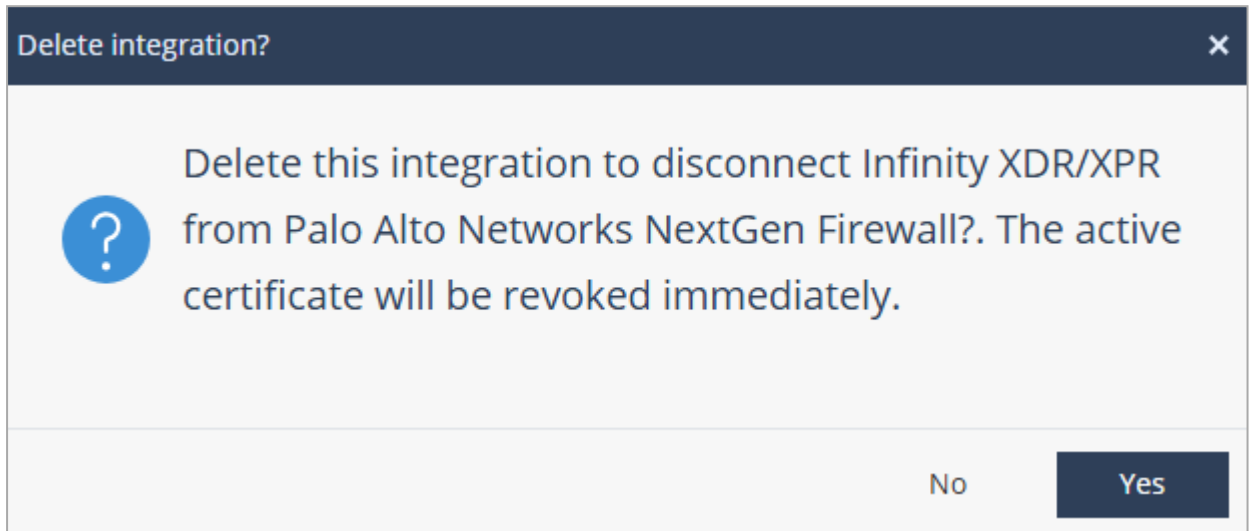 Delete integration?
×
Delete this integration to disconnect Infinity XDR/XPR
from Palo Alto Networks NextGen Firewall?. The active
certificate will be revoked immediately.
?
No Yes